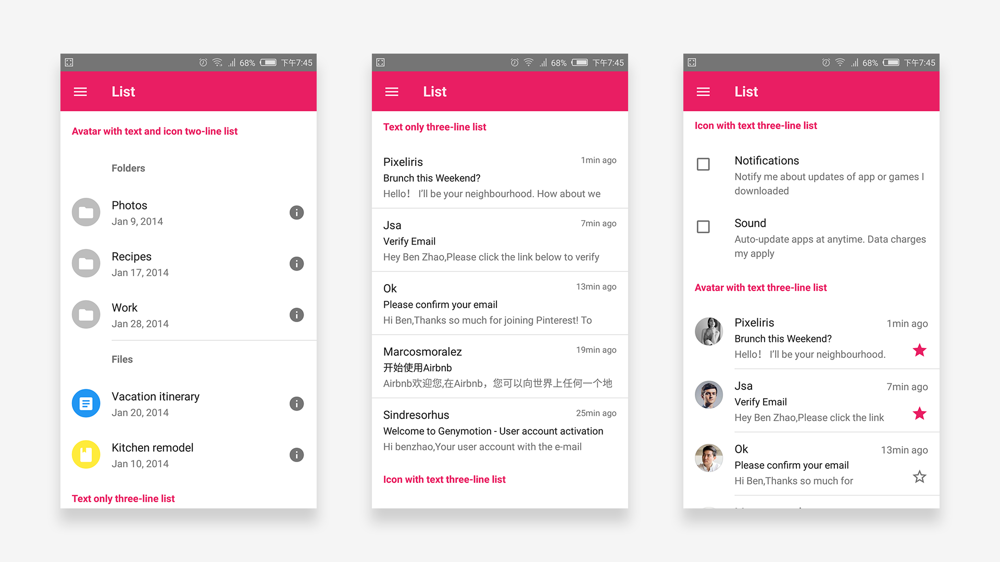 68% 下午7:45
List
Avatar with text and icon two-line list
Folders
Photos
Jan 9, 2014
Recipes
Jan 17, 2014
Work
Jan 28, 2014
Files
Vacation itinerary
Jan 20, 2014
Kitchen remodel
Jan 10, 2014
Text only three-line list
68% 下午7:45
List
Text only three-line list
Pixeliris 1min ago
Brunch this Weekend?
Hello！ I’ll be your neighbourhood. How about we
Jsa 7min ago
Verify Email
Hey Ben Zhao,Please click the link below to verify
Ok 13min ago
Please confirm your email
Hi Ben,Thanks so much for joining Pinterest! To
Marcosmoralez 19min ago
开始使用Airbnb
Airbnb欢迎您,在Airbnb，您可以向世界上任何一个地
Sindresorhus 25min ago
Welcome to Genymotion - User account activation
Hi benzhao,Your user account with the e-mail
Icon with text three-line list
68% 下午7:45
List
Icon with text three-line list
Notifications
Notify me about updates of app or games I
downloaded
Sound
Auto-update apps at anytime. Data charges
my apply
Avatar with text three-line list
Pixeliris 1min ago
Brunch this Weekend?
Hello！ I’ll be your neighbourhood.
Jsa 7min ago
Verify Email
Hey Ben Zhao,Please click the link
Ok 13min ago
Please confirm your email
Hi Ben,Thanks so much for